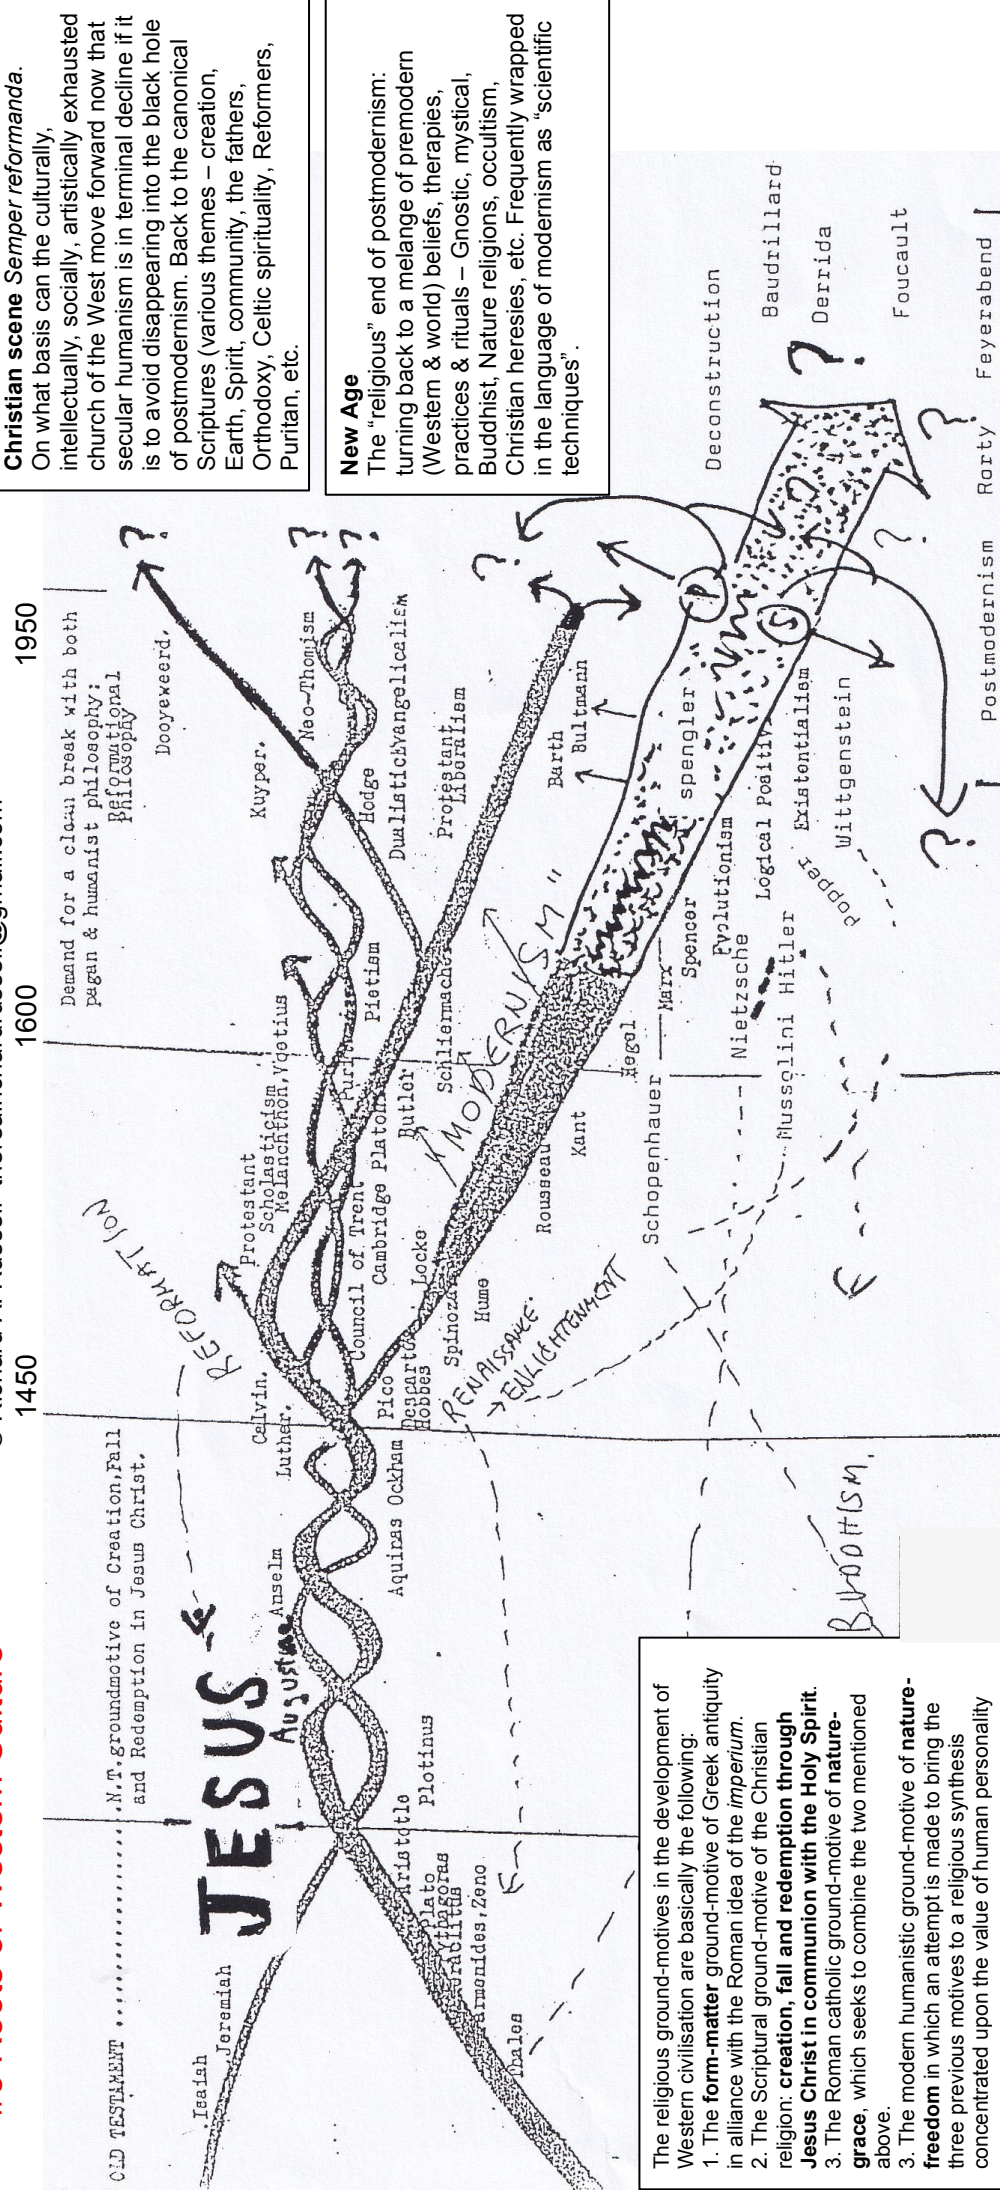 Christian scene Semper reformanda.
On what basis can the culturally,
intellectually, socially, artistically exhausted
church of the West move forward now that
secular humanism is in terminal decline if it
is to avoid disappearing into the black hole
of postmodernism. Back to the canonical
Scriptures (various themes – creation,
Earth, Spirit, community, the fathers,
Orthodoxy, Celtic spirituality, Reformers,
Puritan, etc.
New Age
The “religious” end of postmodernism:
turning back to a melange of premodern
(Western & world) beliefs, therapies,
practices & rituals – Gnostic, mystical,
Buddhist, Nature religions, occultism,
Christian heresies, etc. Frequently wrapped
in the language of modernism as “scientific
techniques”.
1450
1600
1950
OLD TESTAMENT
N.T. groundmotive of Creation,Fall
and Redemption in Jesus Christ.
Demand for a clean break with both
pagan & humanist philosophy:
Reformational
Philosophy
REFORMATION
JESUS
Isaiah
Jeremiah
Augustine
Anselm
Luther.
Calvin.
Protestant
Scholasticism
Melanchthon,Voetius
Kuyper.
Dooyeweerd.
?
Neo-Thomism
?
?
Hodge
Dualistic Evangelicalism
Pietism
Council of Trent
Cambridge
Butler
Protestant
Liberalism
Barth
Bultmann
?
Aristotle
Plato
Thales
Plotinus
Aquinas Ockham
Pico
Hobbes
Locke
Spinoza
Hume
RENAISSANCE.
→ ENLIGHTENMENT
"MODERNISM"
Rousseau
Kant
Hegel
Schopenhauer
Marx
Spencer
spengler
Evolutionism
Nietzsche
Logical
Existentialism
Mussolini Hitler
popper
Wittgenstein
P
S
Deconstruction
Baudrillard
Derrida
?
Foucault
?
?
?
Postmodernism
Rorty
Feyerabend
BUDDHISM.
The religious ground-motives in the development of
Western civilisation are basically the following:
1. The form-matter ground-motive of Greek antiquity
in alliance with the Roman idea of the imperium.
2. The Scriptural ground-motive of the Christian
religion: creation, fall and redemption through
Jesus Christ in communion with the Holy Spirit.
3. The Roman catholic ground-motive of nature-
grace, which seeks to combine the two mentioned
above.
3. The modern humanistic ground-motive of nature-
freedom in which an attempt is made to bring the
three previous motives to a religious synthesis
concentrated upon the value of human personality